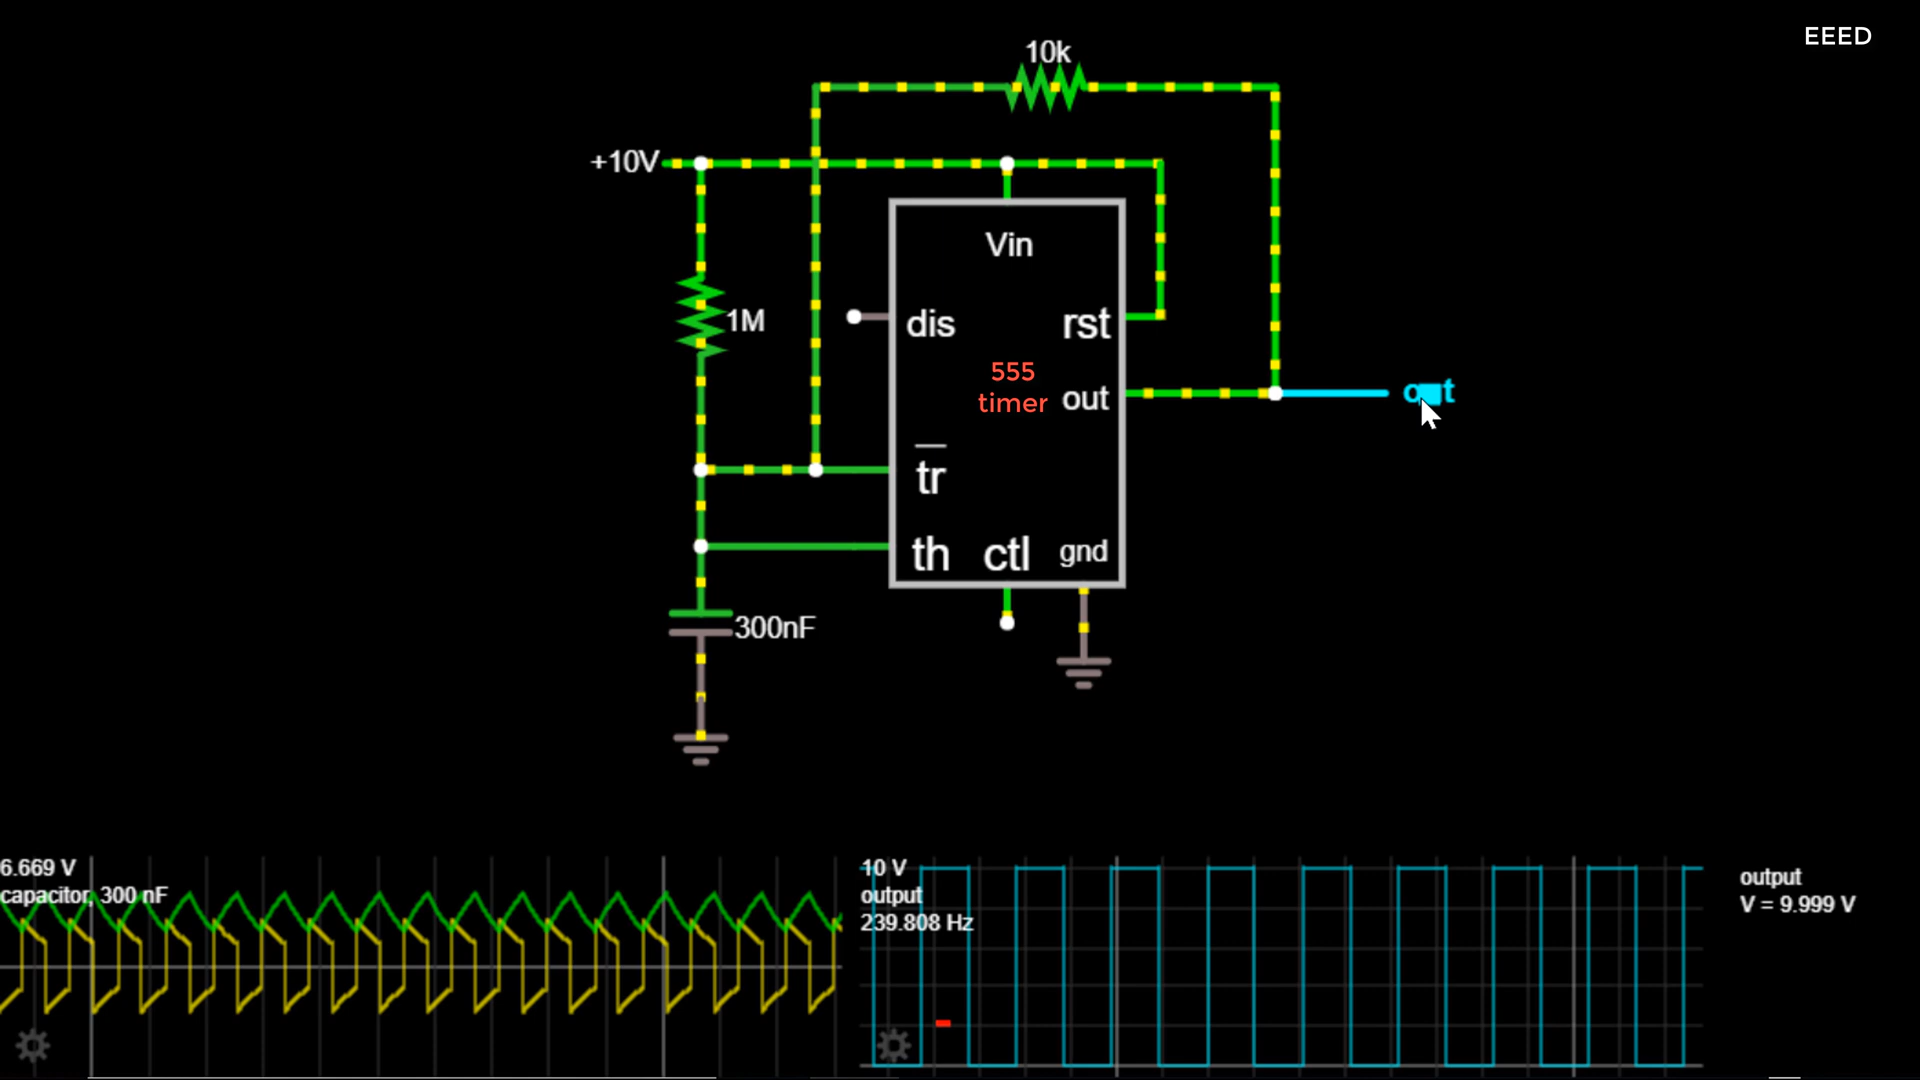 EEED
10k
+10V
Vin
1M
dis
rst
555
timer
out
out
tr
th
ctl
gnd
300nF
6.669 V
capacitor, 300 nF
10 V
output
239.808 Hz
output
V = 9.999 V